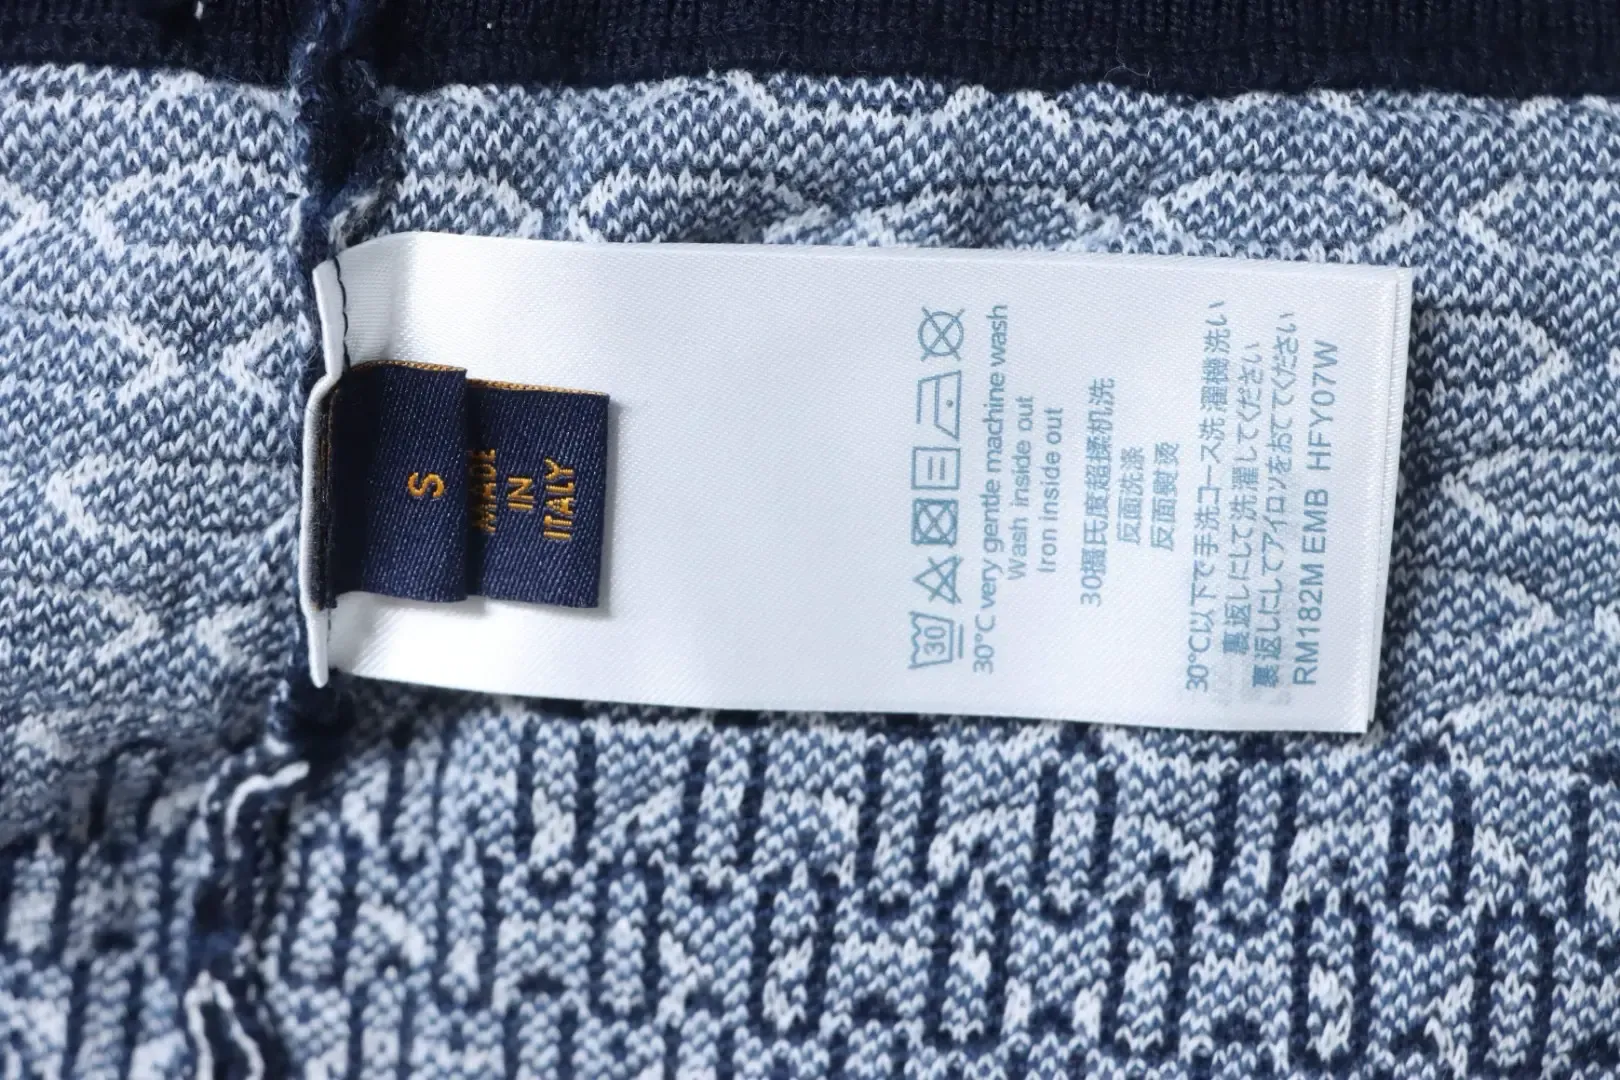 S
MADE
IN
ITALY
30
30°C very gentle machine wash
Wash inside out
Iron inside out
30摄氏度超揉机洗
反面洗涤
反面熨烫
30℃以下で手洗コース洗濯機洗い
裏返しにして洗濯してください
裏返しにしてアイロンをおてください
RM182M EMB HFY07W